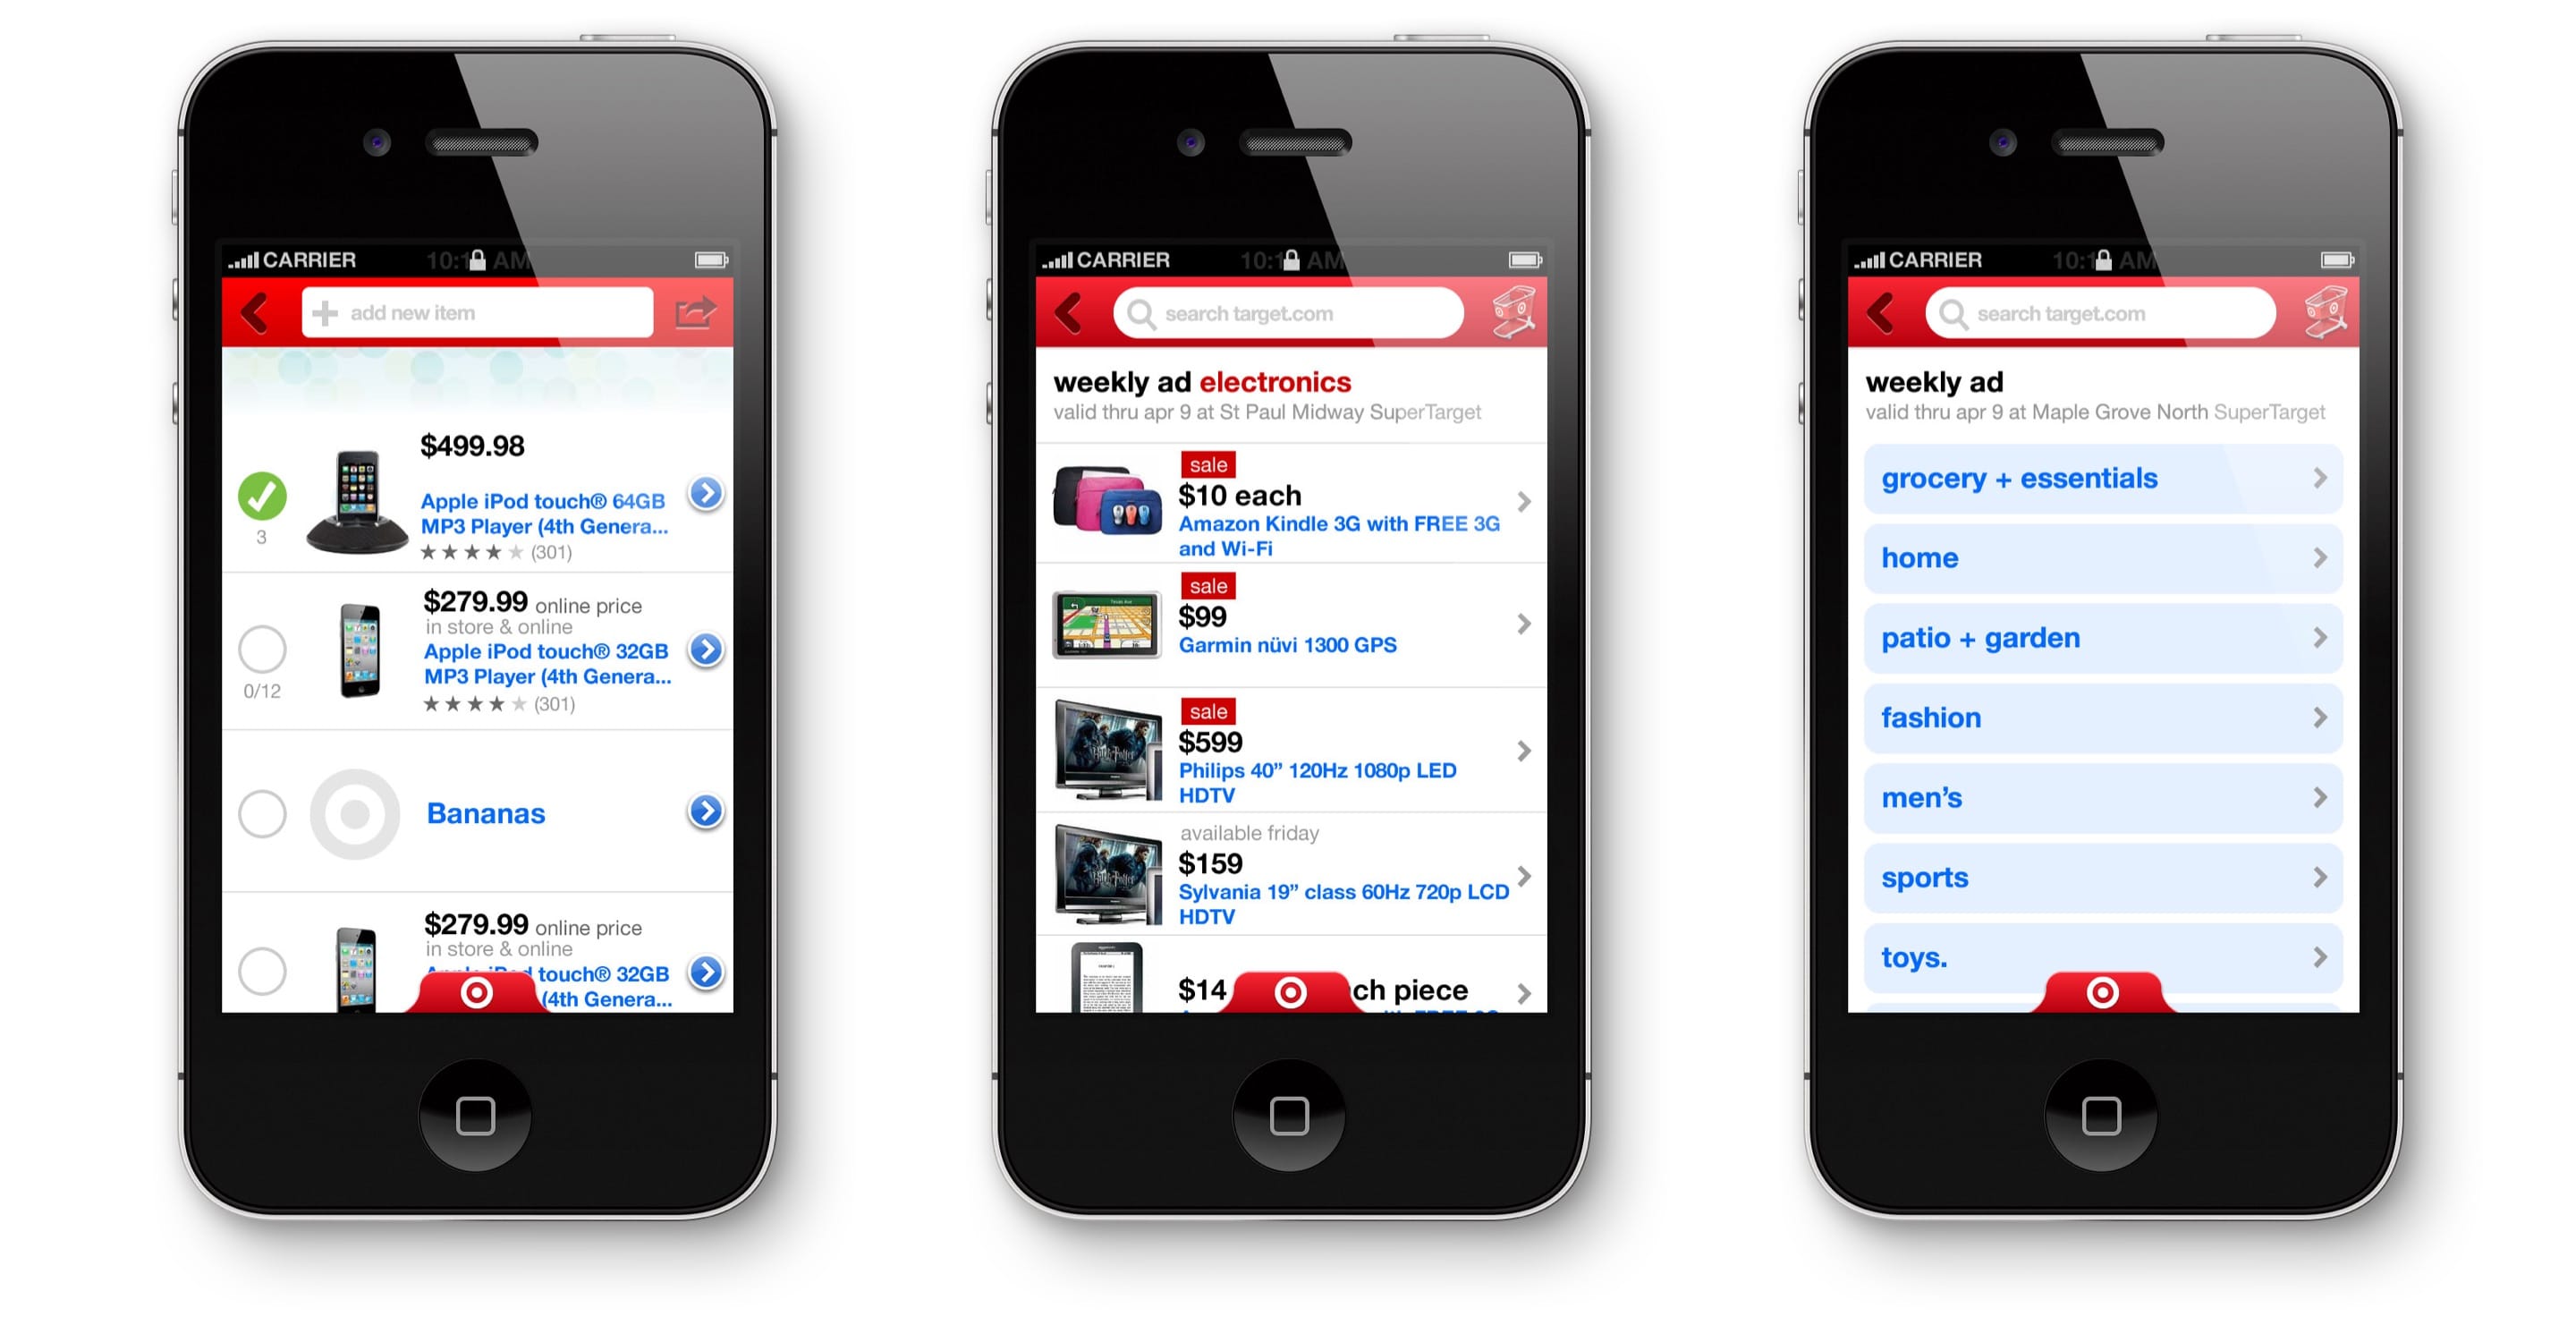 CARRIER 10:1 AM
add new item
$499.98
Apple iPod touch® 64GB
MP3 Player (4th Genera...
(301)
3
$279.99 online price
in store & online
Apple iPod touch® 32GB
MP3 Player (4th Genera...
(301)
0/12
Bananas
$279.99 online price
in store & online
touch® 32GB
(4th Genera...
CARRIER 10:1 AM
search target.com
weekly ad electronics
valid thru apr 9 at St Paul Midway SuperTarget
sale
$10 each
Amazon Kindle 3G with FREE 3G
and Wi-Fi
sale
$99
Garmin nüvi 1300 GPS
sale
$599
Philips 40” 120Hz 1080p LED
HDTV
available friday
$159
Sylvania 19” class 60Hz 720p LCD
HDTV
$14 ch piece
CARRIER 10:1 AM
search target.com
weekly ad
valid thru apr 9 at Maple Grove North SuperTarget
grocery + essentials
home
patio + garden
fashion
men’s
sports
toys.